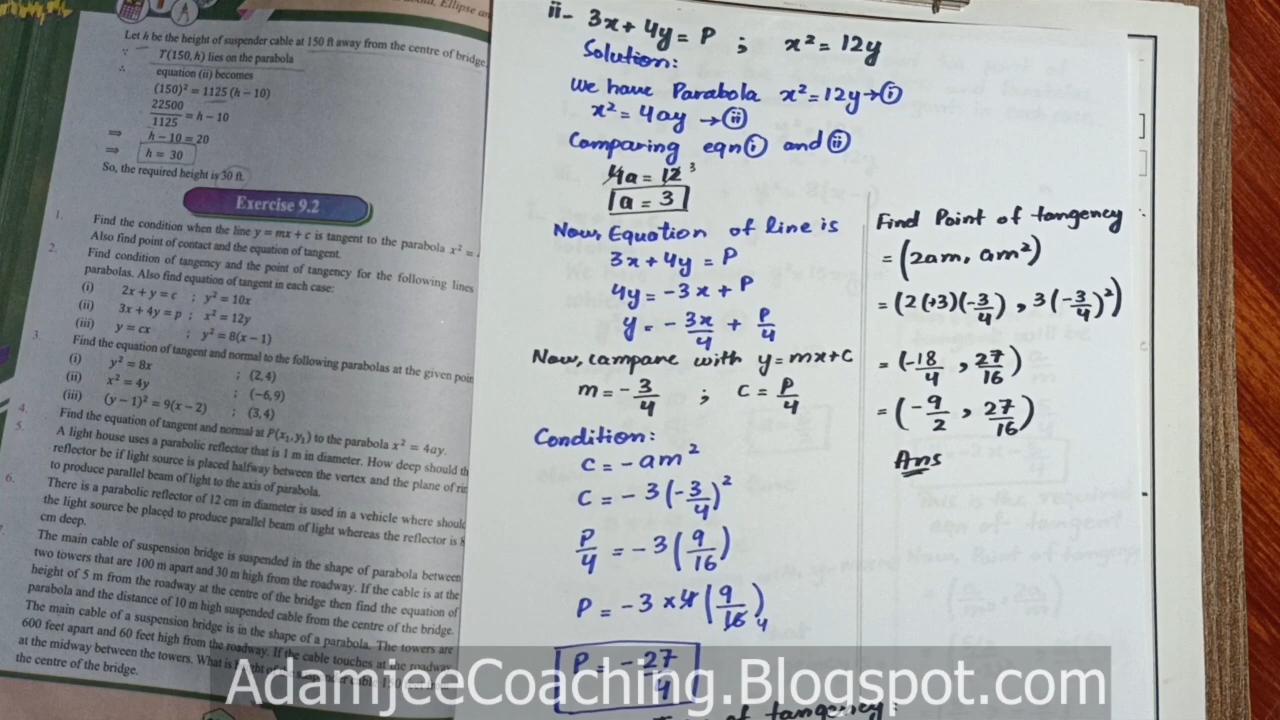 Ellipse an
Let h be the height of suspender cable at 150 ft away from the centre of bridge.
∵ T(150, h) lies on the parabola
∴ equation (ii) becomes
(150)² = 1125 (h − 10)
22500/1125 = h − 10
⇒ h − 10 = 20
⇒ h = 30
So, the required height is 30 ft.
Exercise 9.2
1. Find the condition when the line y = mx + c is tangent to the parabola x² =
Also find point of contact and the equation of tangent.
2. Find condition of tangency and the point of tangency for the following lines
parabolas. Also find equation of tangent in each case:
(i) 2x + y = c ; y² = 10x
(ii) 3x + 4y = p ; x² = 12y
(iii) y = cx ; y² = 8(x − 1)
3. Find the equation of tangent and normal to the following parabolas at the given poin
(i) y² = 8x ; (2, 4)
(ii) x² = 4y ; (−6, 9)
(iii) (y − 1)² = 9(x − 2) ; (3, 4)
4. Find the equation of tangent and normal at P(x₁, y₁) to the parabola x² = 4ay.
5. A light house uses a parabolic reflector that is 1 m in diameter. How deep should th
reflector be if light source is placed halfway between the vertex and the plane of rin
to produce parallel beam of light to the axis of parabola.
6. There is a parabolic reflector of 12 cm in diameter is used in a vehicle where should
the light source be placed to produce parallel beam of light whereas the reflector is
cm deep.
The main cable of suspension bridge is suspended in the shape of parabola between
two towers that are 100 m apart and 30 m high from the roadway. If the cable is at the
height of 5 m from the roadway at the centre of the bridge then find the equation of
parabola and the distance of 10 m high suspended cable from the centre of the bridge.
The main cable of a suspension bridge is in the shape of a parabola. The towers are
600 feet apart and 60 feet high from the roadway. If the cable touches at the roadway
at the midway between the towers. What is
the centre of the bridge.
ii- 3x + 4y = P ; x² = 12y
Solution:
We have Parabola x² = 12y → (i)
x² = 4ay → (ii)
Comparing eqn (i) and (ii)
4a = 12 3
a = 3
Now, Equation of line is
3x + 4y = P
4y = -3x + P
y = -3x/4 + P/4
Now, campare with y = mx + c
m = -3/4 ; c = P/4
Condition:
c = -am²
c = -3(-3/4)²
P/4 = -3(9/16)
P = -3 × 4(9/16) 4
P = -27/4
of tangency:
Find Point of tangency
= (2am, am²)
= (2(+3)(-3/4), 3(-3/4)²)
= (-18/4, 27/16)
= (-9/2, 27/16)
Ans
AdamjeeCoaching.Blogspot.com